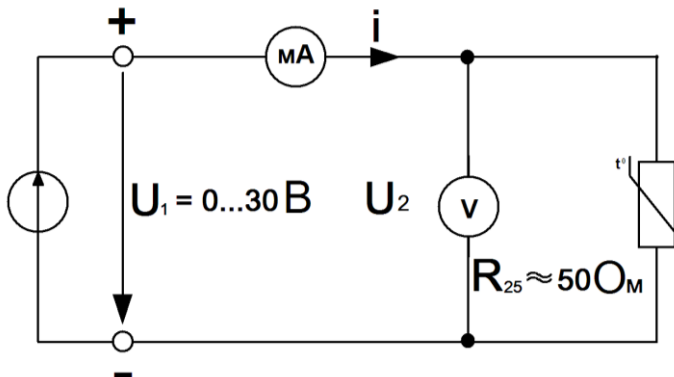 +
мА
i
U₁ = 0...30 В
U₂
V
t°
R₂₅ ≈ 50 Ом
-